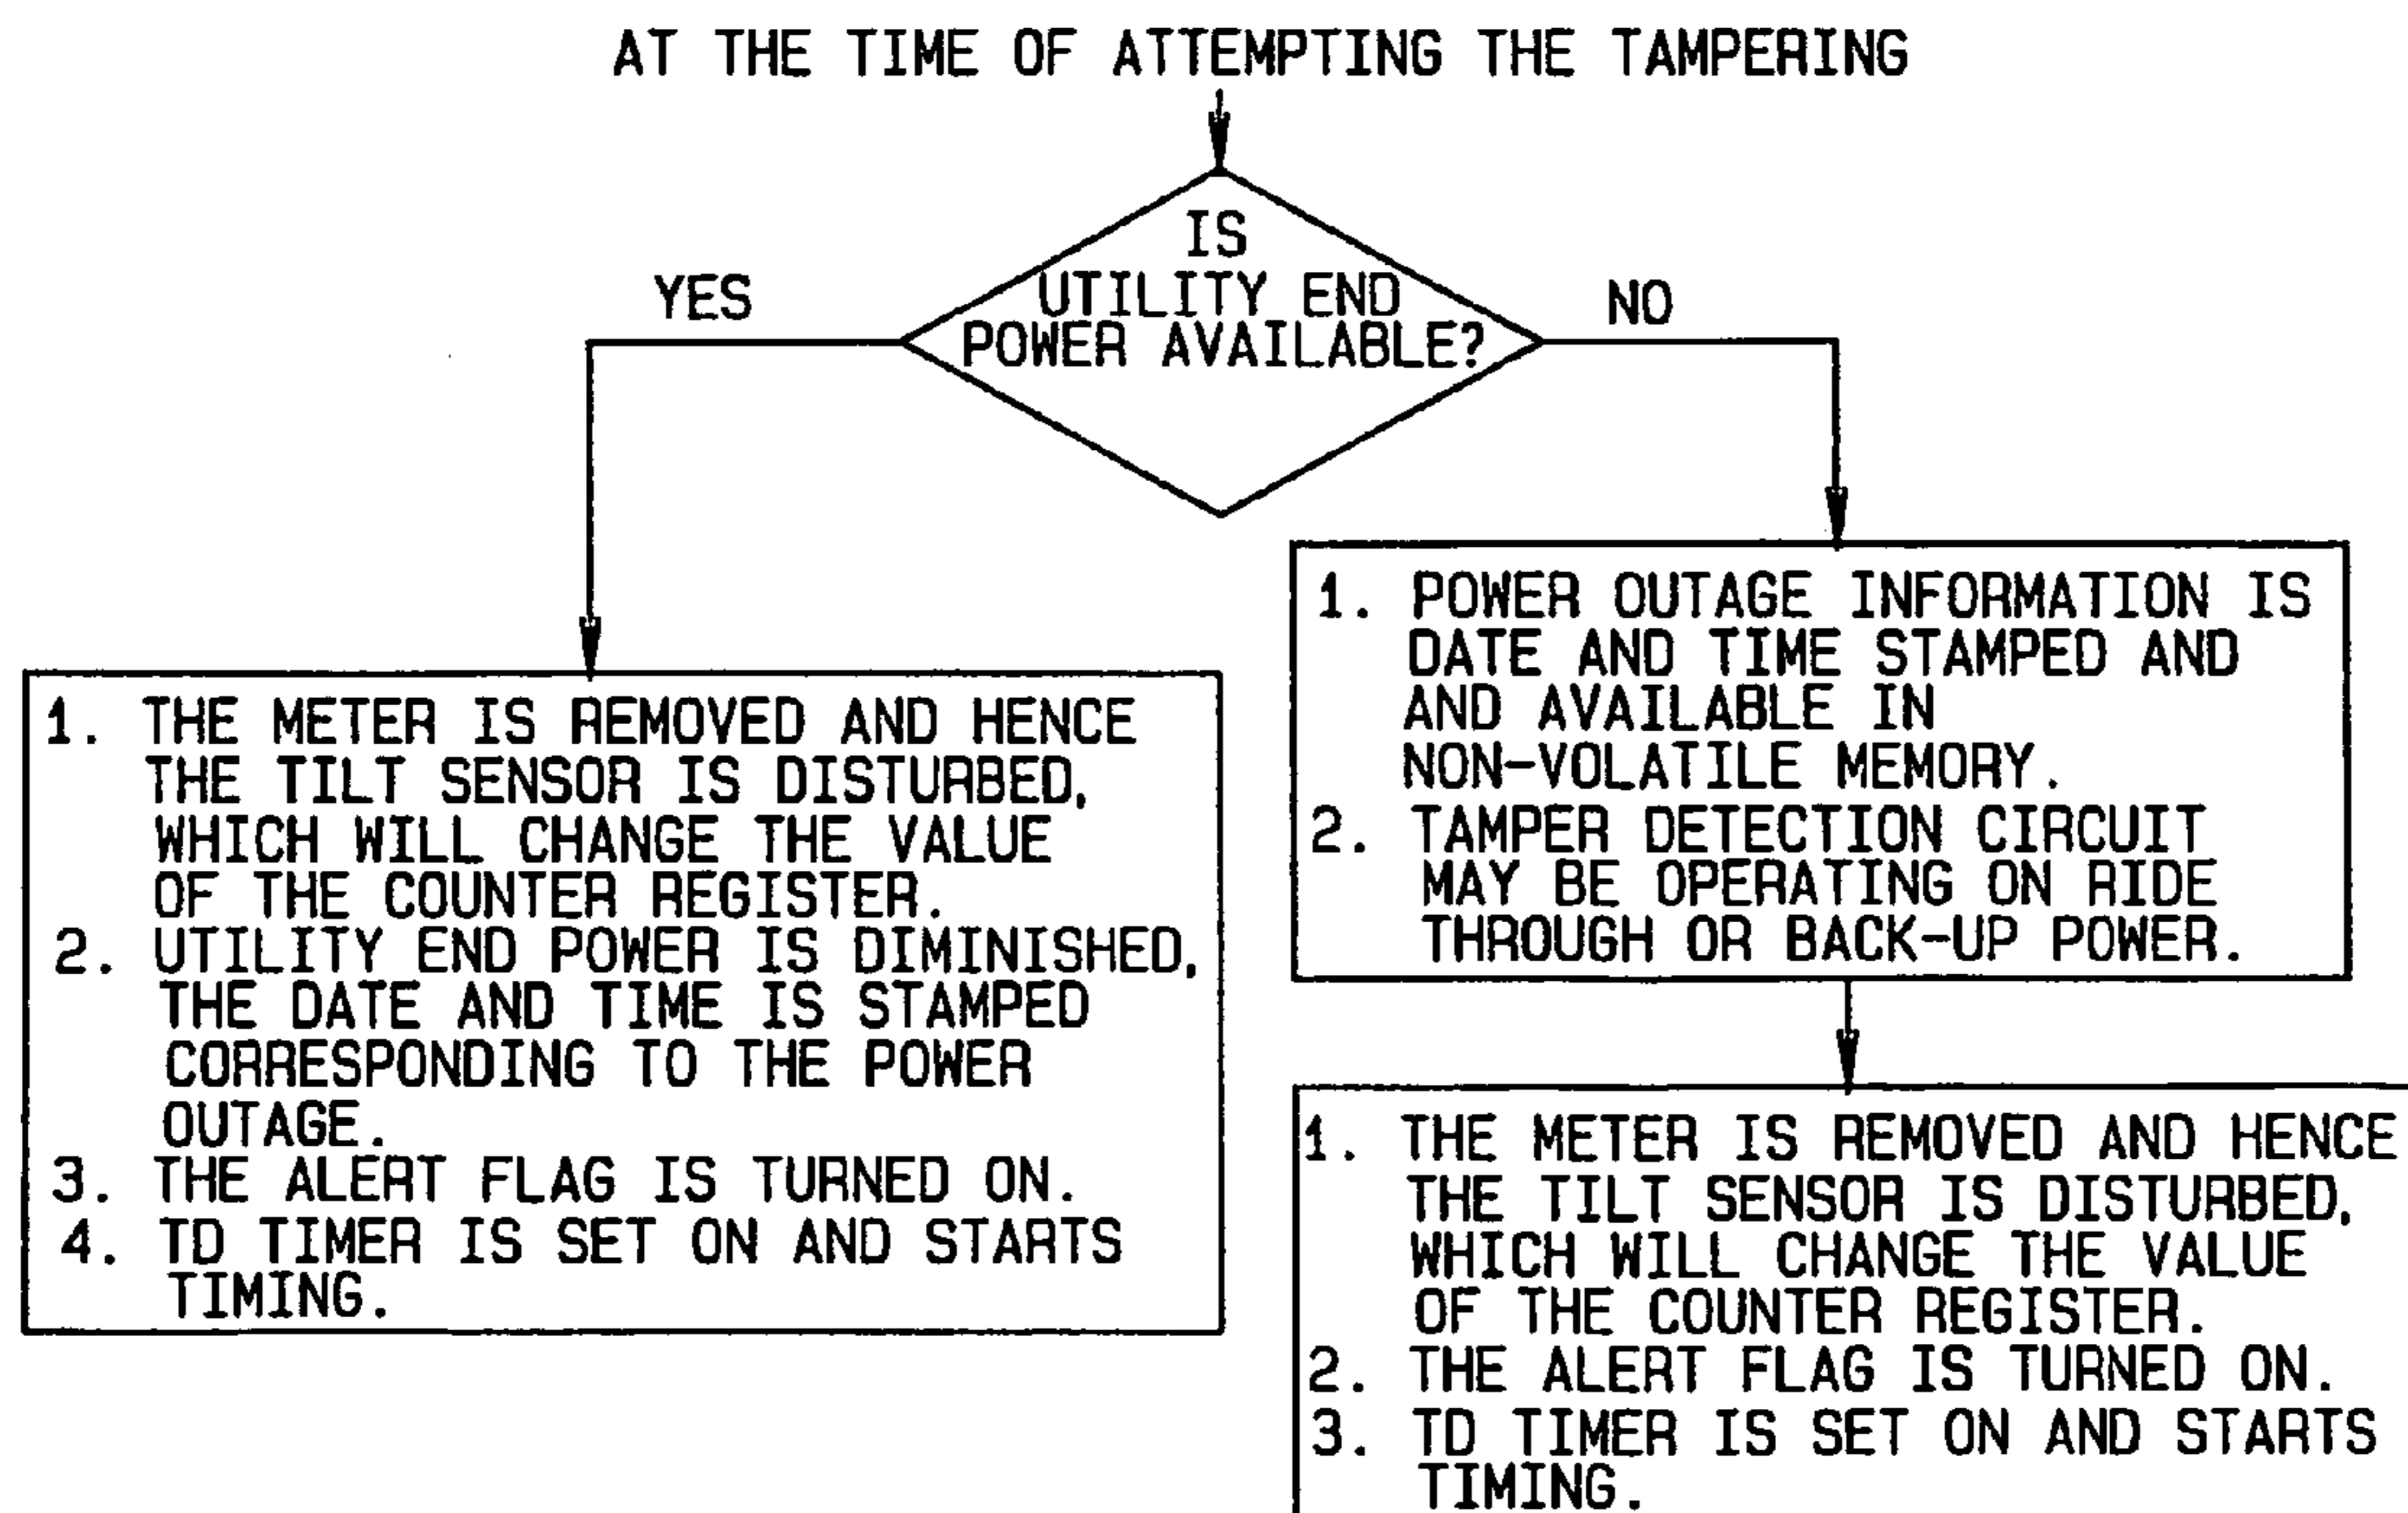 AT THE TIME OF ATTEMPTING THE TAMPERING
IS
UTILITY END
POWER AVAILABLE?
YES
NO
1. THE METER IS REMOVED AND HENCE
THE TILT SENSOR IS DISTURBED,
WHICH WILL CHANGE THE VALUE
OF THE COUNTER REGISTER.
2. UTILITY END POWER IS DIMINISHED,
THE DATE AND TIME IS STAMPED
CORRESPONDING TO THE POWER
OUTAGE.
3. THE ALERT FLAG IS TURNED ON.
4. TD TIMER IS SET ON AND STARTS
TIMING.
1. POWER OUTAGE INFORMATION IS
DATE AND TIME STAMPED AND
AND AVAILABLE IN
NON-VOLATILE MEMORY.
2. TAMPER DETECTION CIRCUIT
MAY BE OPERATING ON RIDE
THROUGH OR BACK-UP POWER.
1. THE METER IS REMOVED AND HENCE
THE TILT SENSOR IS DISTURBED,
WHICH WILL CHANGE THE VALUE
OF THE COUNTER REGISTER.
2. THE ALERT FLAG IS TURNED ON.
3. TD TIMER IS SET ON AND STARTS
TIMING.